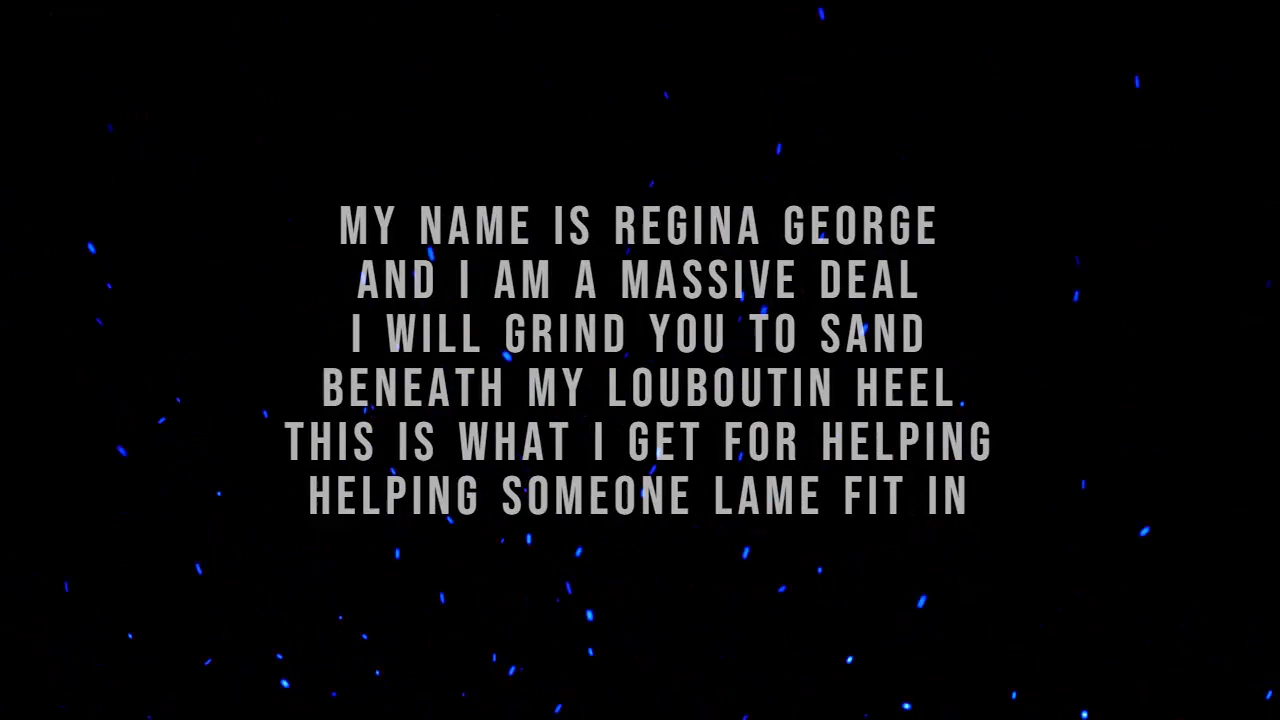 MY NAME IS REGINA GEORGE
AND I AM A MASSIVE DEAL
I WILL GRIND YOU TO SAND
BENEATH MY LOUBOUTIN HEEL
THIS IS WHAT I GET FOR HELPING
HELPING SOMEONE LAME FIT IN